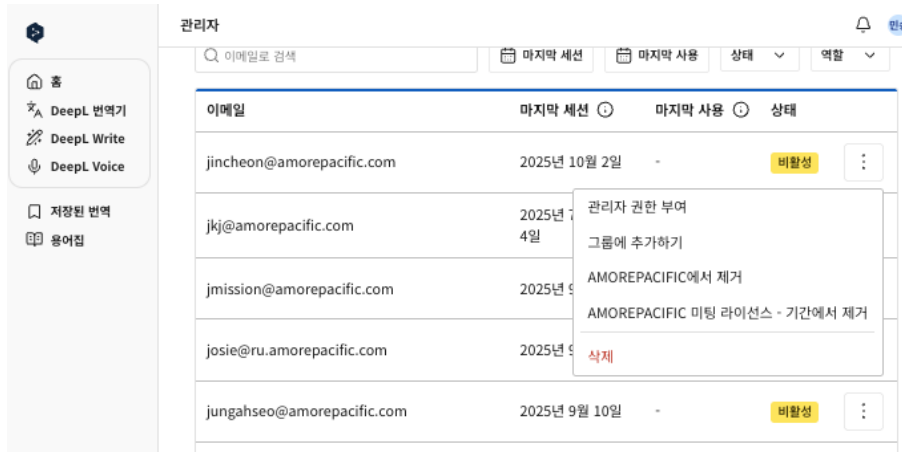 관리자
민승
이메일로 검색
마지막 세션
마지막 사용
상태
역할
홈
DeepL 번역기
DeepL Write
DeepL Voice
저장된 번역
용어집
이메일 마지막 세션 마지막 사용 상태
jincheon@amorepacific.com 2025년 10월 2일 - 비활성
jkj@amorepacific.com 2025년
4일
jmission@amorepacific.com 2025년
josie@ru.amorepacific.com 2025년
관리자 권한 부여
그룹에 추가하기
AMOREPACIFIC에서 제거
AMOREPACIFIC 미팅 라이선스 - 기간에서 제거
삭제
jungahseo@amorepacific.com 2025년 9월 10일 - 비활성